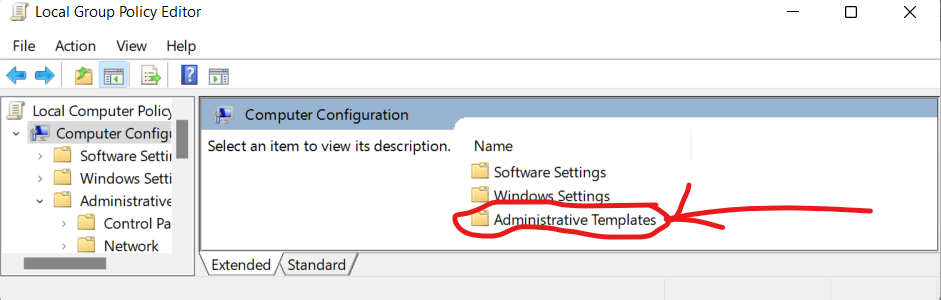 Local Group Policy Editor
File Action View Help
Local Computer Policy
Computer Configu
Software Setti
Windows Setti
Administrative
Control Pa
Network
Computer Configuration
Select an item to view its description.
Name
Software Settings
Windows Settings
Administrative Templates
Extended Standard